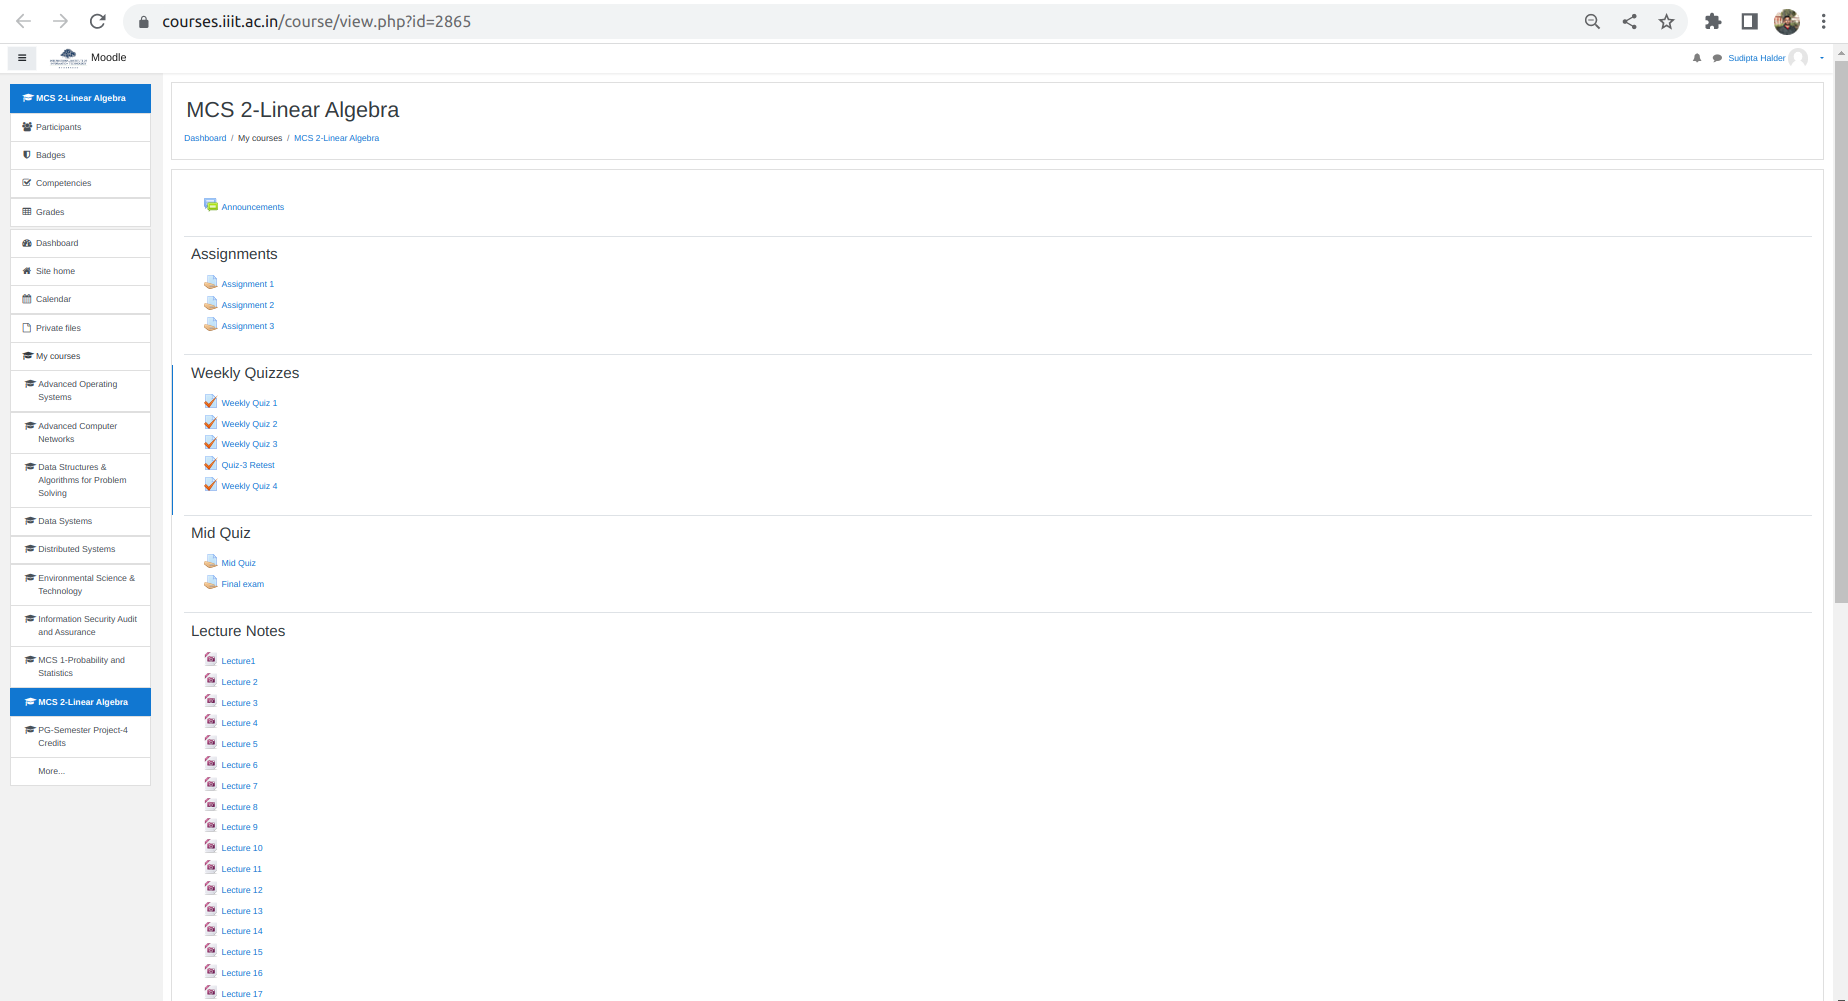 courses.iiit.ac.in/course/view.php?id=2865
Moodle
Sudipta Halder
MCS 2-Linear Algebra
Participants
Badges
Competencies
Grades
Dashboard
Site home
Calendar
Private files
My courses
Advanced Operating
Systems
Advanced Computer
Networks
Data Structures &
Algorithms for Problem
Solving
Data Systems
Distributed Systems
Environmental Science &
Technology
Information Security Audit
and Assurance
MCS 1-Probability and
Statistics
MCS 2-Linear Algebra
PG-Semester Project-4
Credits
More...
MCS 2-Linear Algebra
Dashboard / My courses / MCS 2-Linear Algebra
Announcements
Assignments
Assignment 1
Assignment 2
Assignment 3
Weekly Quizzes
Weekly Quiz 1
Weekly Quiz 2
Weekly Quiz 3
Quiz-3 Retest
Weekly Quiz 4
Mid Quiz
Mid Quiz
Final exam
Lecture Notes
Lecture1
Lecture 2
Lecture 3
Lecture 4
Lecture 5
Lecture 6
Lecture 7
Lecture 8
Lecture 9
Lecture 10
Lecture 11
Lecture 12
Lecture 13
Lecture 14
Lecture 15
Lecture 16
Lecture 17